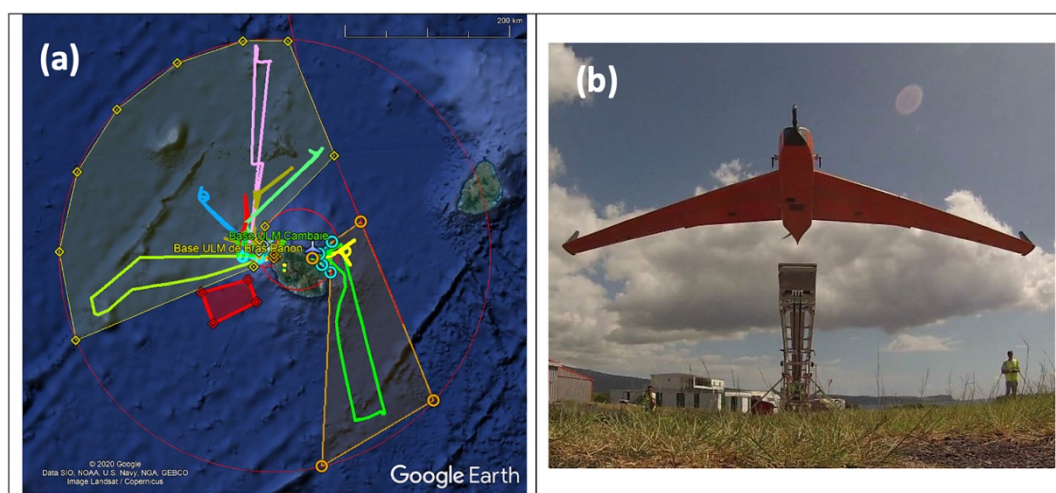 (a)
200 km
Base ULM Cambaie
Base ULM de Bras Panon
© 2020 Google
Data SIO, NOAA, U.S. Navy, NGA, GEBCO
Image Landsat / Copernicus
Google Earth
(b)